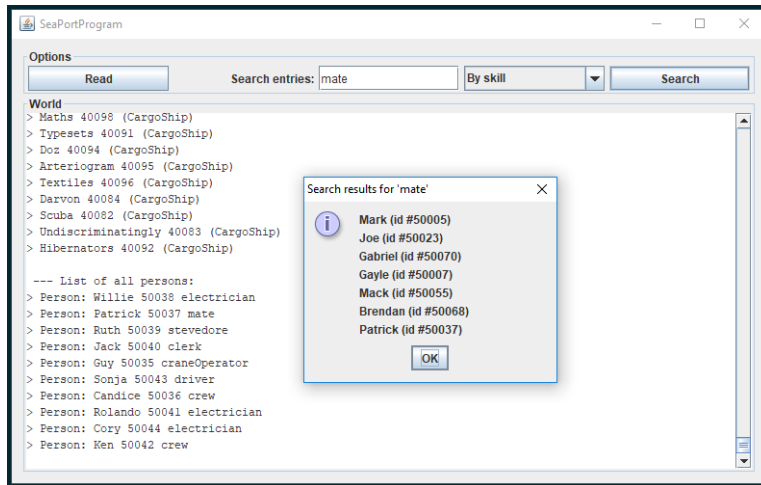 SeaPortProgram
Options
Read Search entries: mate By skill Search
World
> Maths 40098 (CargoShip)
> Typesets 40091 (CargoShip)
> Doz 40094 (CargoShip)
> Arteriogram 40095 (CargoShip)
> Textiles 40096 (CargoShip)
> Darvon 40084 (CargoShip)
> Scuba 40082 (CargoShip)
> Undiscriminatingly 40083 (CargoShip)
> Hibernators 40092 (CargoShip)
--- List of all persons:
> Person: Willie 50038 electrician
> Person: Patrick 50037 mate
> Person: Ruth 50039 stevedore
> Person: Jack 50040 clerk
> Person: Guy 50035 craneOperator
> Person: Sonja 50043 driver
> Person: Candice 50036 crew
> Person: Rolando 50041 electrician
> Person: Cory 50044 electrician
> Person: Ken 50042 crew
Search results for 'mate'
Mark (id #50005)
Joe (id #50023)
Gabriel (id #50070)
Gayle (id #50007)
Mack (id #50055)
Brendan (id #50068)
Patrick (id #50037)
OK